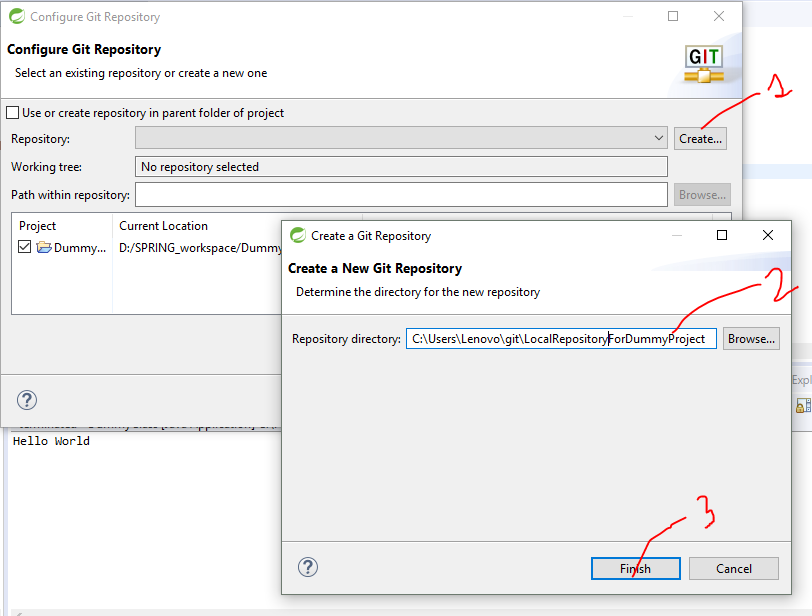 Configure Git Repository
Configure Git Repository
Select an existing repository or create a new one
GIT
1
Use or create repository in parent folder of project
Repository:
Create...
Working tree:
No repository selected
Path within repository:
Browse...
Project
Current Location
Dummy...
D:/SPRING_workspace/Dummy
Create a Git Repository
Create a New Git Repository
Determine the directory for the new repository
2
Repository directory:
C:\Users\Lenovo\git\LocalRepositoryForDummyProject
Browse...
Expl
Hello World
3
Finish
Cancel